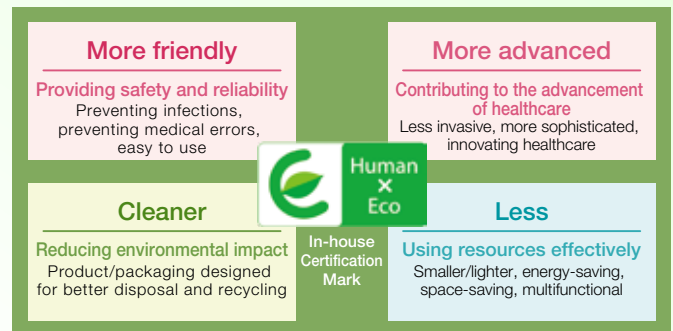 More friendly
Providing safety and reliability
Preventing infections,
preventing medical errors,
easy to use
More advanced
Contributing to the advancement
of healthcare
Less invasive, more sophisticated,
innovating healthcare
Human
×
Eco
In-house
Certification
Mark
Cleaner
Reducing environmental impact
Product/packaging designed
for better disposal and recycling
Less
Using resources effectively
Smaller/lighter, energy-saving,
space-saving, multifunctional